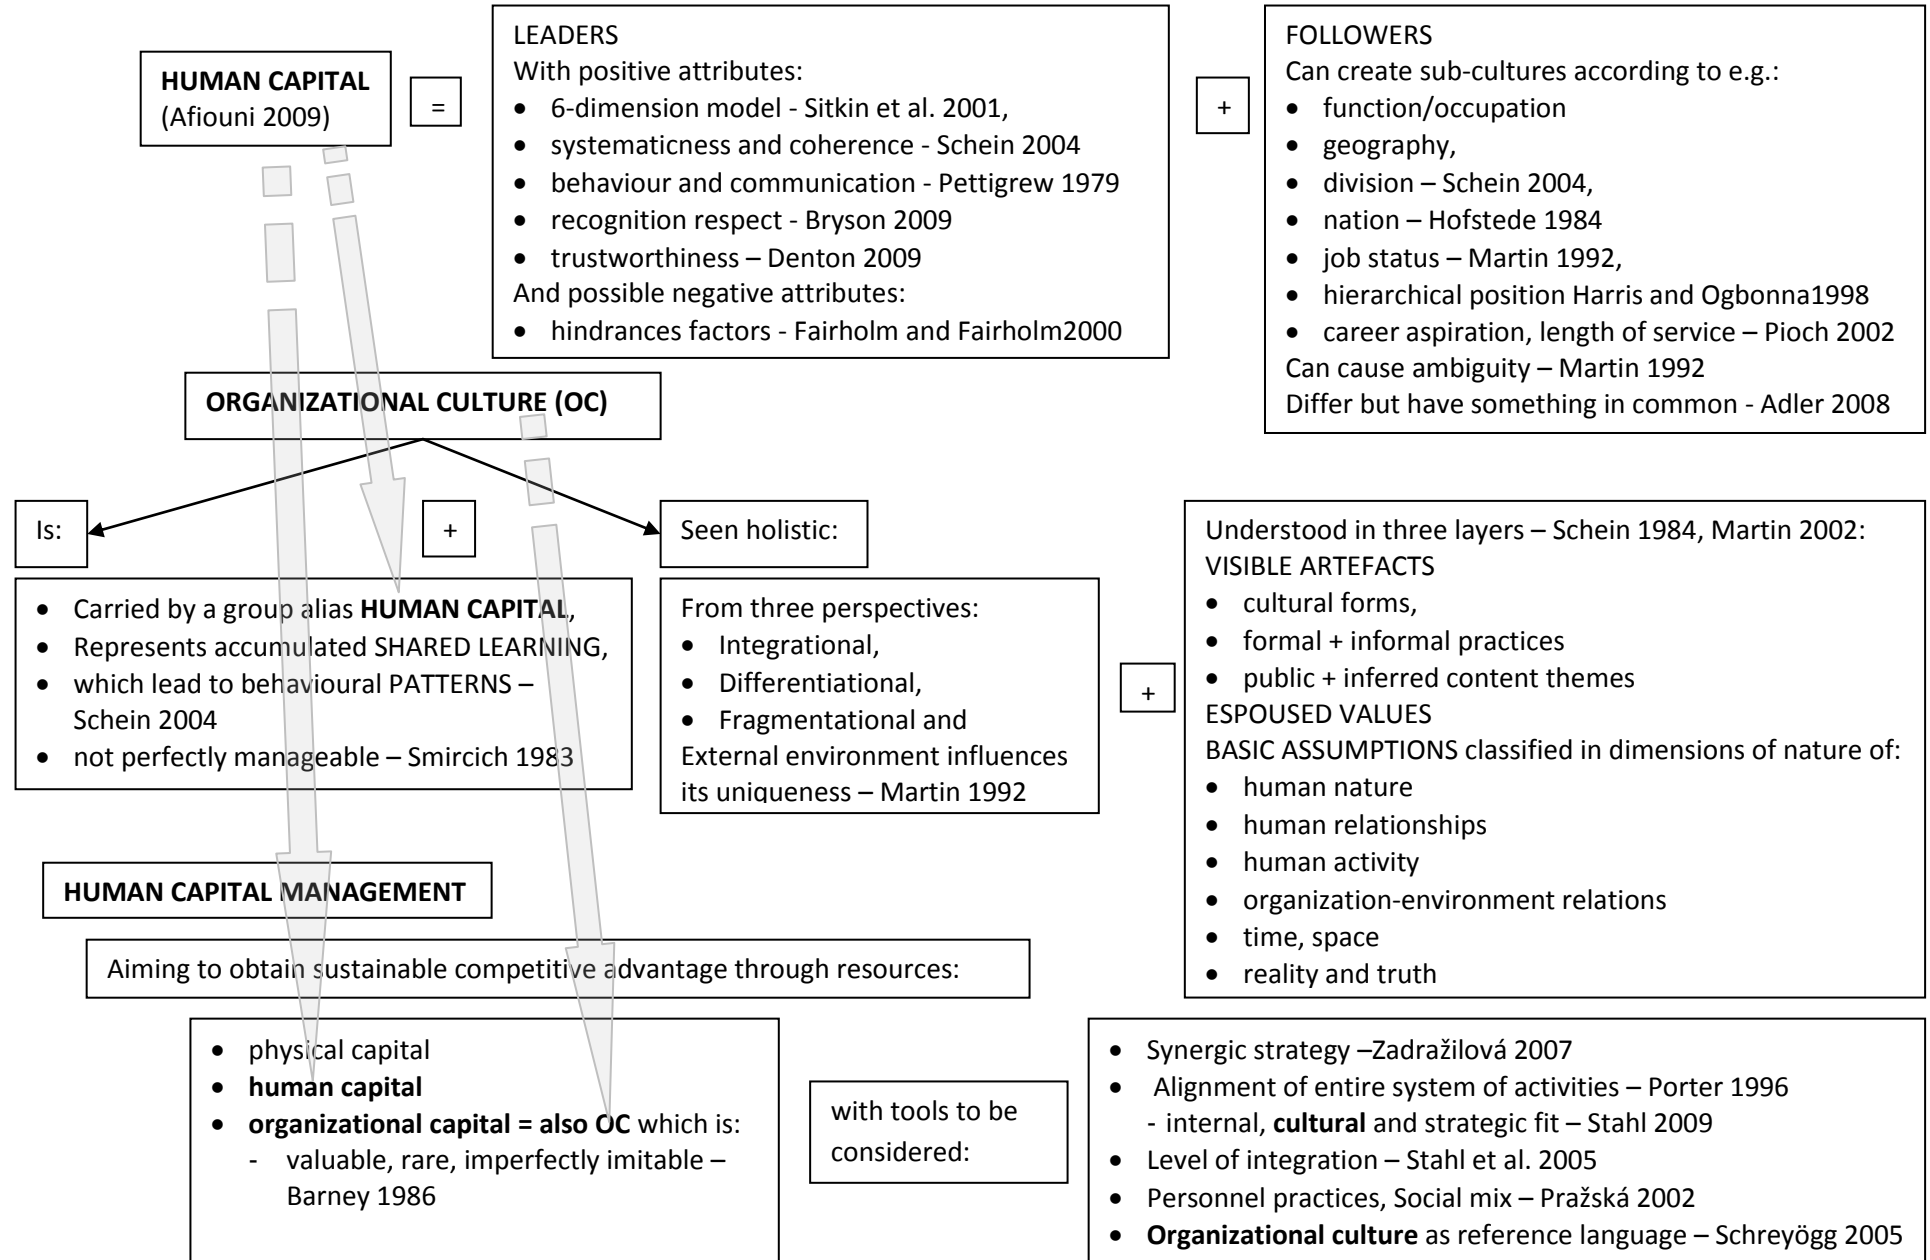 HUMAN CAPITAL
(Afiouni 2009)
=
LEADERS
With positive attributes:
• 6-dimension model - Sitkin et al. 2001,
• systematicness and coherence - Schein 2004
• behaviour and communication - Pettigrew 1979
• recognition respect - Bryson 2009
• trustworthiness – Denton 2009
And possible negative attributes:
• hindrances factors - Fairholm and Fairholm2000
+
FOLLOWERS
Can create sub-cultures according to e.g.:
• function/occupation
• geography,
• division – Schein 2004,
• nation – Hofstede 1984
• job status – Martin 1992,
• hierarchical position Harris and Ogbonna1998
• career aspiration, length of service – Pioch 2002
Can cause ambiguity – Martin 1992
Differ but have something in common - Adler 2008
ORGANIZATIONAL CULTURE (OC)
Is:
+
Seen holistic:
• Carried by a group alias HUMAN CAPITAL,
• Represents accumulated SHARED LEARNING,
• which lead to behavioural PATTERNS –
Schein 2004
• not perfectly manageable – Smircich 1983
From three perspectives:
• Integrational,
• Differentiational,
• Fragmentational and
External environment influences
its uniqueness – Martin 1992
+
Understood in three layers – Schein 1984, Martin 2002:
VISIBLE ARTEFACTS
• cultural forms,
• formal + informal practices
• public + inferred content themes
ESPOUSED VALUES
BASIC ASSUMPTIONS classified in dimensions of nature of:
• human nature
• human relationships
• human activity
• organization-environment relations
• time, space
• reality and truth
HUMAN CAPITAL MANAGEMENT
Aiming to obtain sustainable competitive advantage through resources:
• physical capital
• human capital
• organizational capital = also OC which is:
- valuable, rare, imperfectly imitable –
Barney 1986
with tools to be
considered:
• Synergic strategy –Zadražilová 2007
• Alignment of entire system of activities – Porter 1996
- internal, cultural and strategic fit – Stahl 2009
• Level of integration – Stahl et al. 2005
• Personnel practices, Social mix – Pražská 2002
• Organizational culture as reference language – Schreyögg 2005